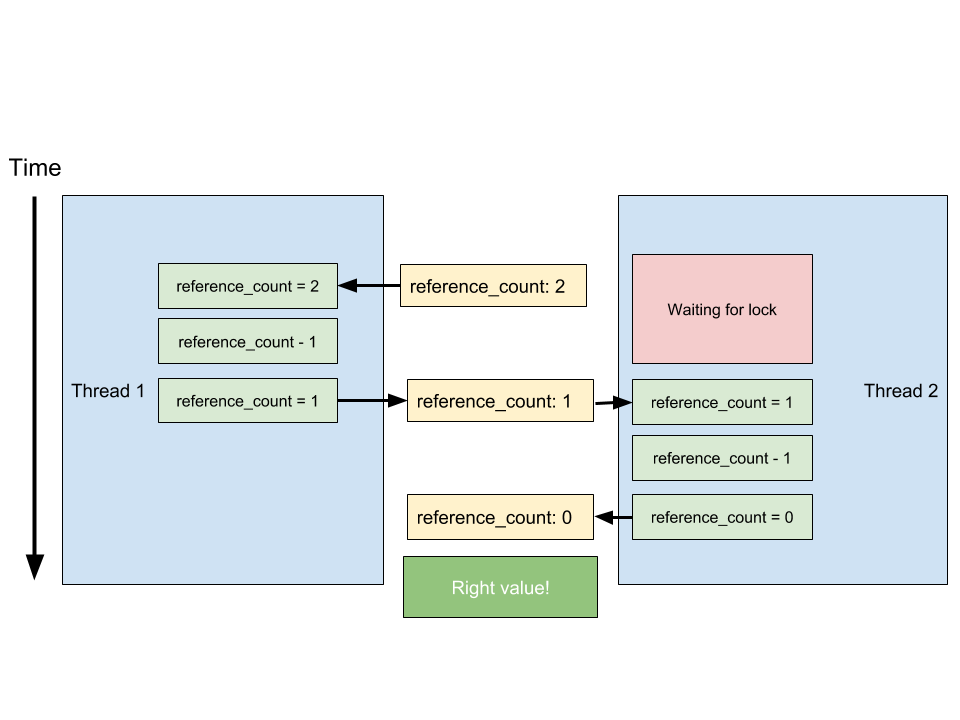 Time
reference_count = 2
reference_count: 2
Waiting for lock
reference_count - 1
Thread 1
reference_count = 1
reference_count: 1
reference_count = 1
Thread 2
reference_count - 1
reference_count: 0
reference_count = 0
Right value!